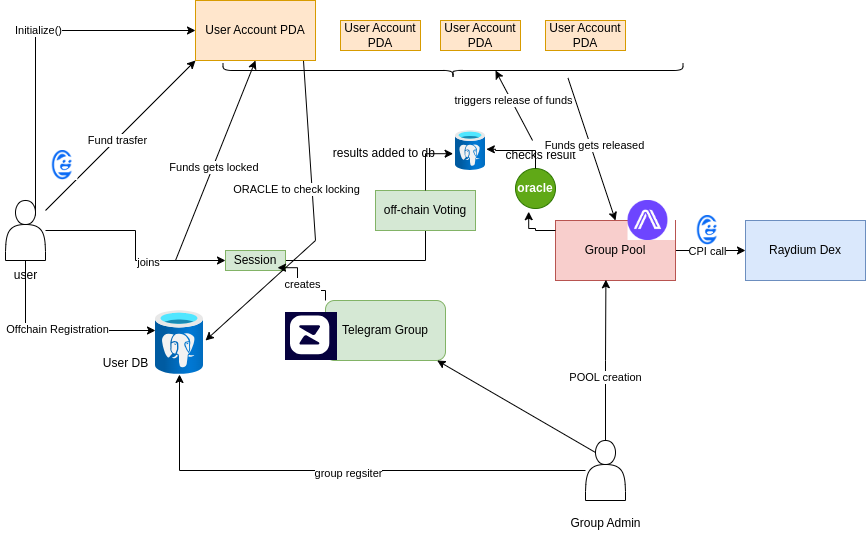 Initialize()
User Account PDA
User Account
PDA
User Account
PDA
User Account
PDA
triggers release of funds
Fund trasfer
results added to db
checks result
Funds gets released
Funds gets locked
ORACLE to check locking
oracle
off-chain Voting
user
joins
Session
Group Pool
CPI call
Raydium Dex
creates
Offchain Registration
Telegram Group
User DB
POOL creation
group regsiter
Group Admin